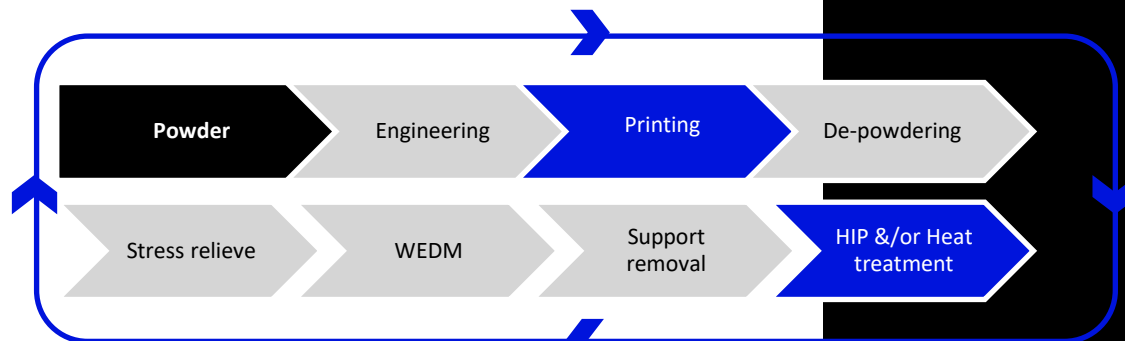 Powder
Engineering
Printing
De-powdering
Stress relieve
WEDM
Support
removal
HIP &/or Heat
treatment